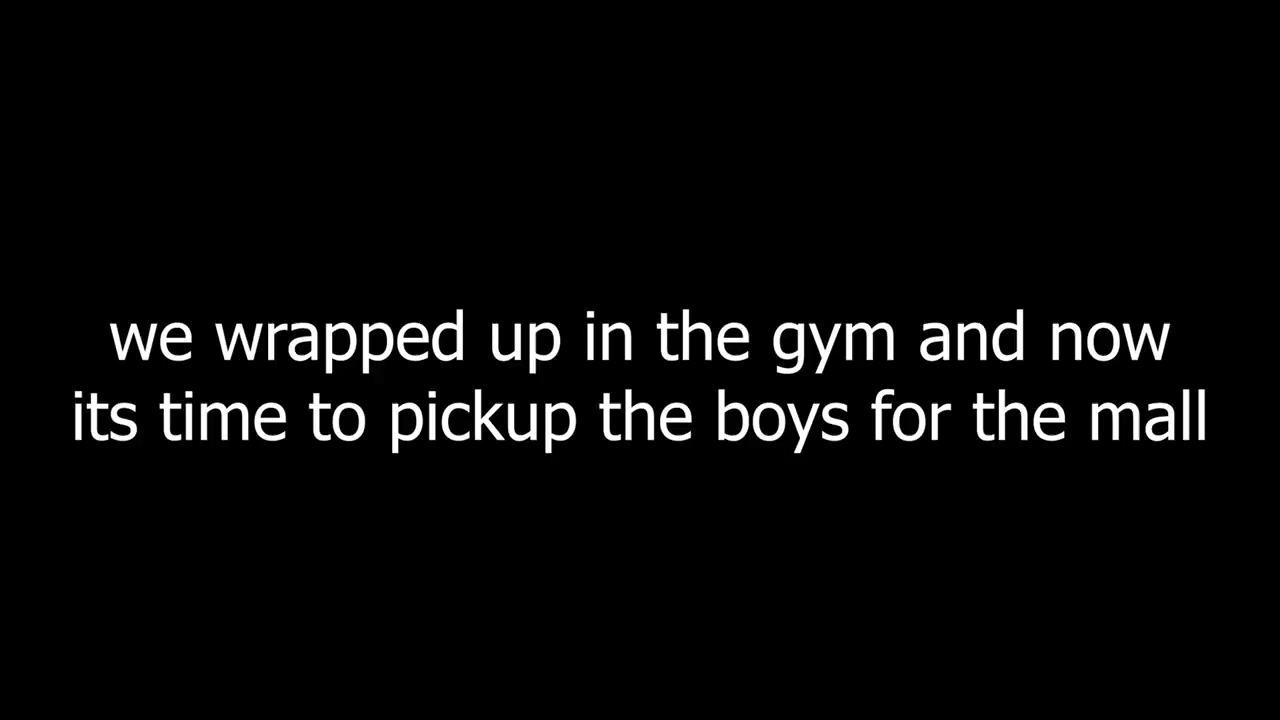 we wrapped up in the gym and now
its time to pickup the boys for the mall